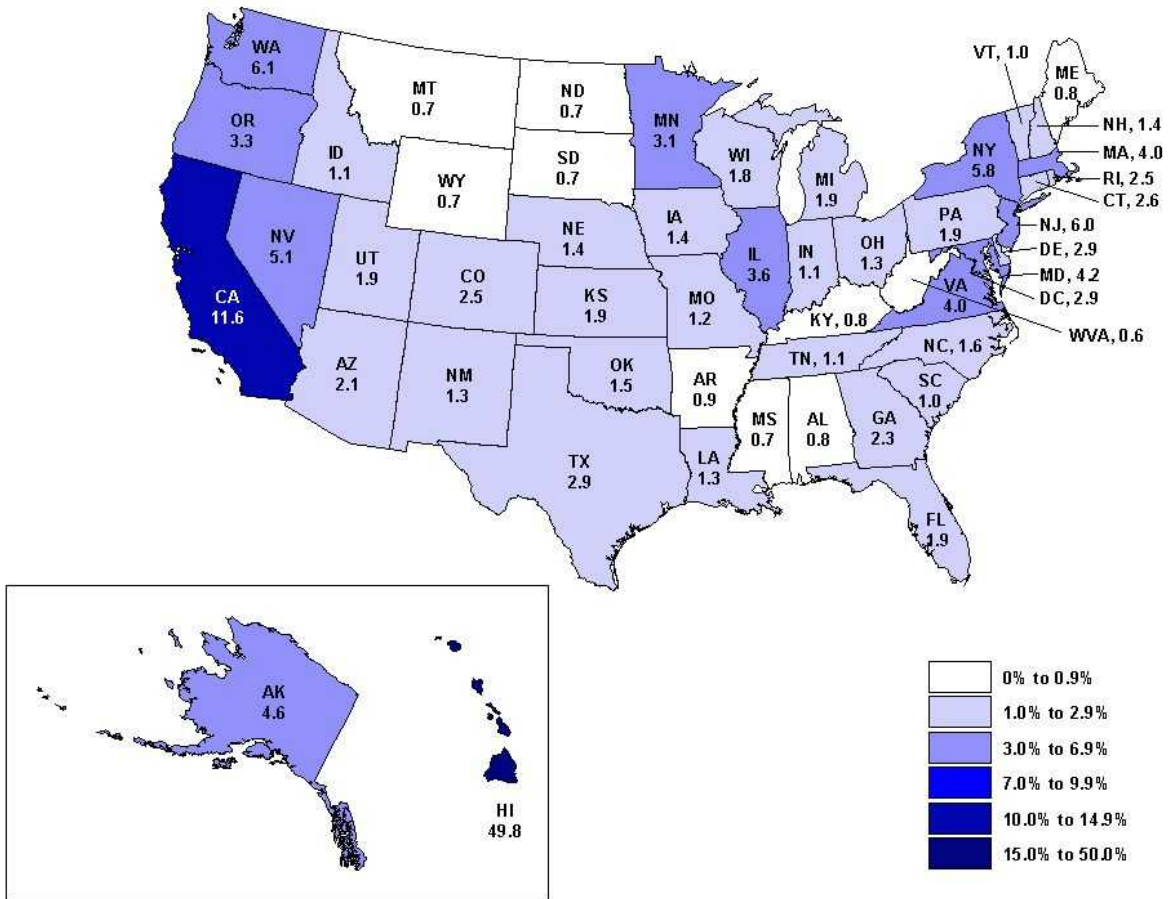 WA
6.1
OR
3.3
CA
11.6
NV
5.1
ID
1.1
MT
0.7
WY
0.7
UT
1.9
CO
2.5
AZ
2.1
NM
1.3
ND
0.7
SD
0.7
NE
1.4
KS
1.9
OK
1.5
TX
2.9
MN
3.1
IA
1.4
MO
1.2
AR
0.9
LA
1.3
WI
1.8
IL
3.6
MI
1.9
IN
1.1
OH
1.3
KY, 0.8
TN, 1.1
MS
0.7
AL
0.8
GA
2.3
FL
1.9
SC
1.0
NC, 1.6
VA
4.0
PA
1.9
NY
5.8
VT, 1.0
ME
0.8
NH, 1.4
MA, 4.0
RI, 2.5
CT, 2.6
NJ, 6.0
DE, 2.9
MD, 4.2
DC, 2.9
WVA, 0.6
AK
4.6
HI
49.8
0% to 0.9%
1.0% to 2.9%
3.0% to 6.9%
7.0% to 9.9%
10.0% to 14.9%
15.0% to 50.0%